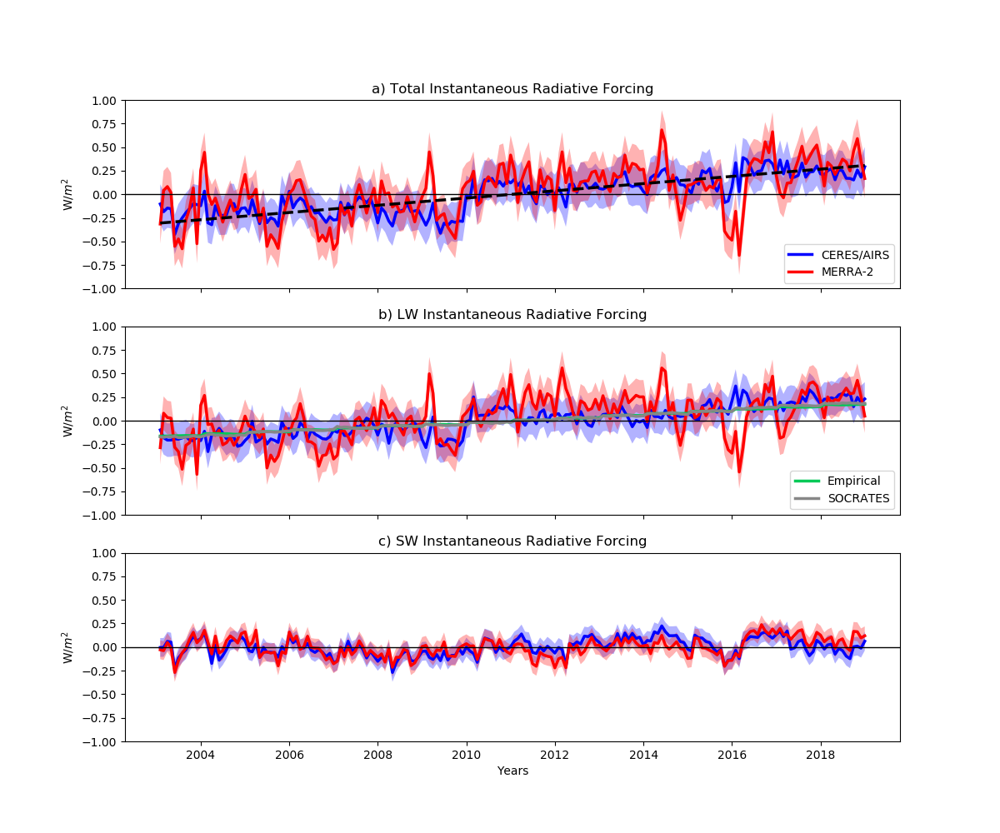 a) Total Instantaneous Radiative Forcing
1.00
0.75
0.50
0.25
0.00
−0.25
−0.50
−0.75
−1.00
W/m²
CERES/AIRS
MERRA-2
b) LW Instantaneous Radiative Forcing
1.00
0.75
0.50
0.25
0.00
−0.25
−0.50
−0.75
−1.00
W/m²
Empirical
SOCRATES
c) SW Instantaneous Radiative Forcing
1.00
0.75
0.50
0.25
0.00
−0.25
−0.50
−0.75
−1.00
W/m²
2004 2006 2008 2010 2012 2014 2016 2018
Years